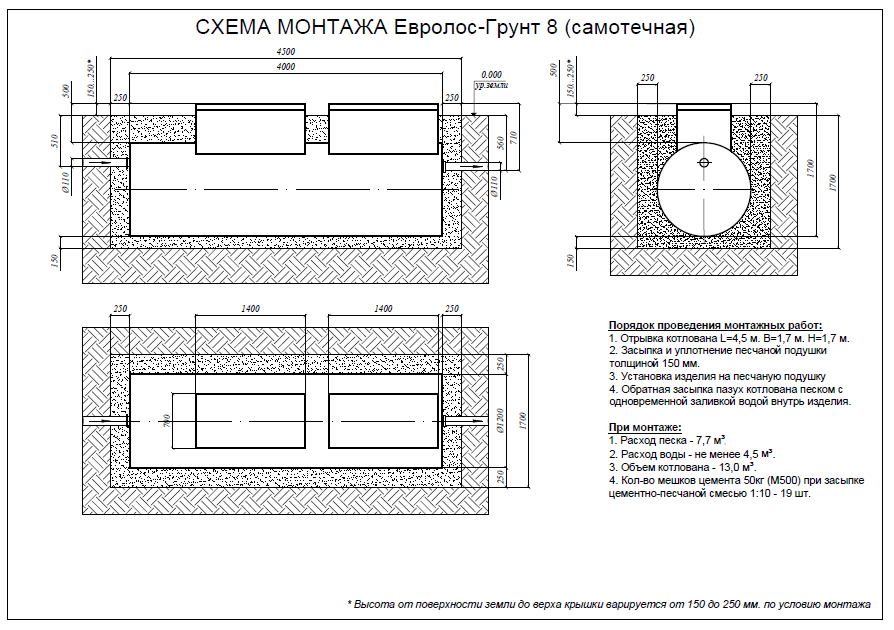 СХЕМА МОНТАЖА Евролос-Грунт 8 (самотечная)
4500
4000
500
150...250*
250
250
0.000
ур.земли
510
Ø110
560
710
Ø110
150
500
150...250*
250
250
1700
1700
150
250
1400
1400
250
700
250
Ø1200
1700
250
Порядок проведения монтажных работ:
1. Отрывка котлована L=4,5 м. B=1,7 м. H=1,7 м.
2. Засыпка и уплотнение песчаной подушки
толщиной 150 мм.
3. Установка изделия на песчаную подушку
4. Обратная засыпка пазух котлована песком с
одновременной заливкой водой внутрь изделия.
При монтаже:
1. Расход песка - 7,7 м³.
2. Расход воды - не менее 4,5 м³.
3. Объем котлована - 13,0 м³.
4. Кол-во мешков цемента 50кг (М500) при засыпке
цементно-песчаной смесью 1:10 - 19 шт.
* Высота от поверхности земли до верха крышки варируется от 150 до 250 мм. по условию монтажа